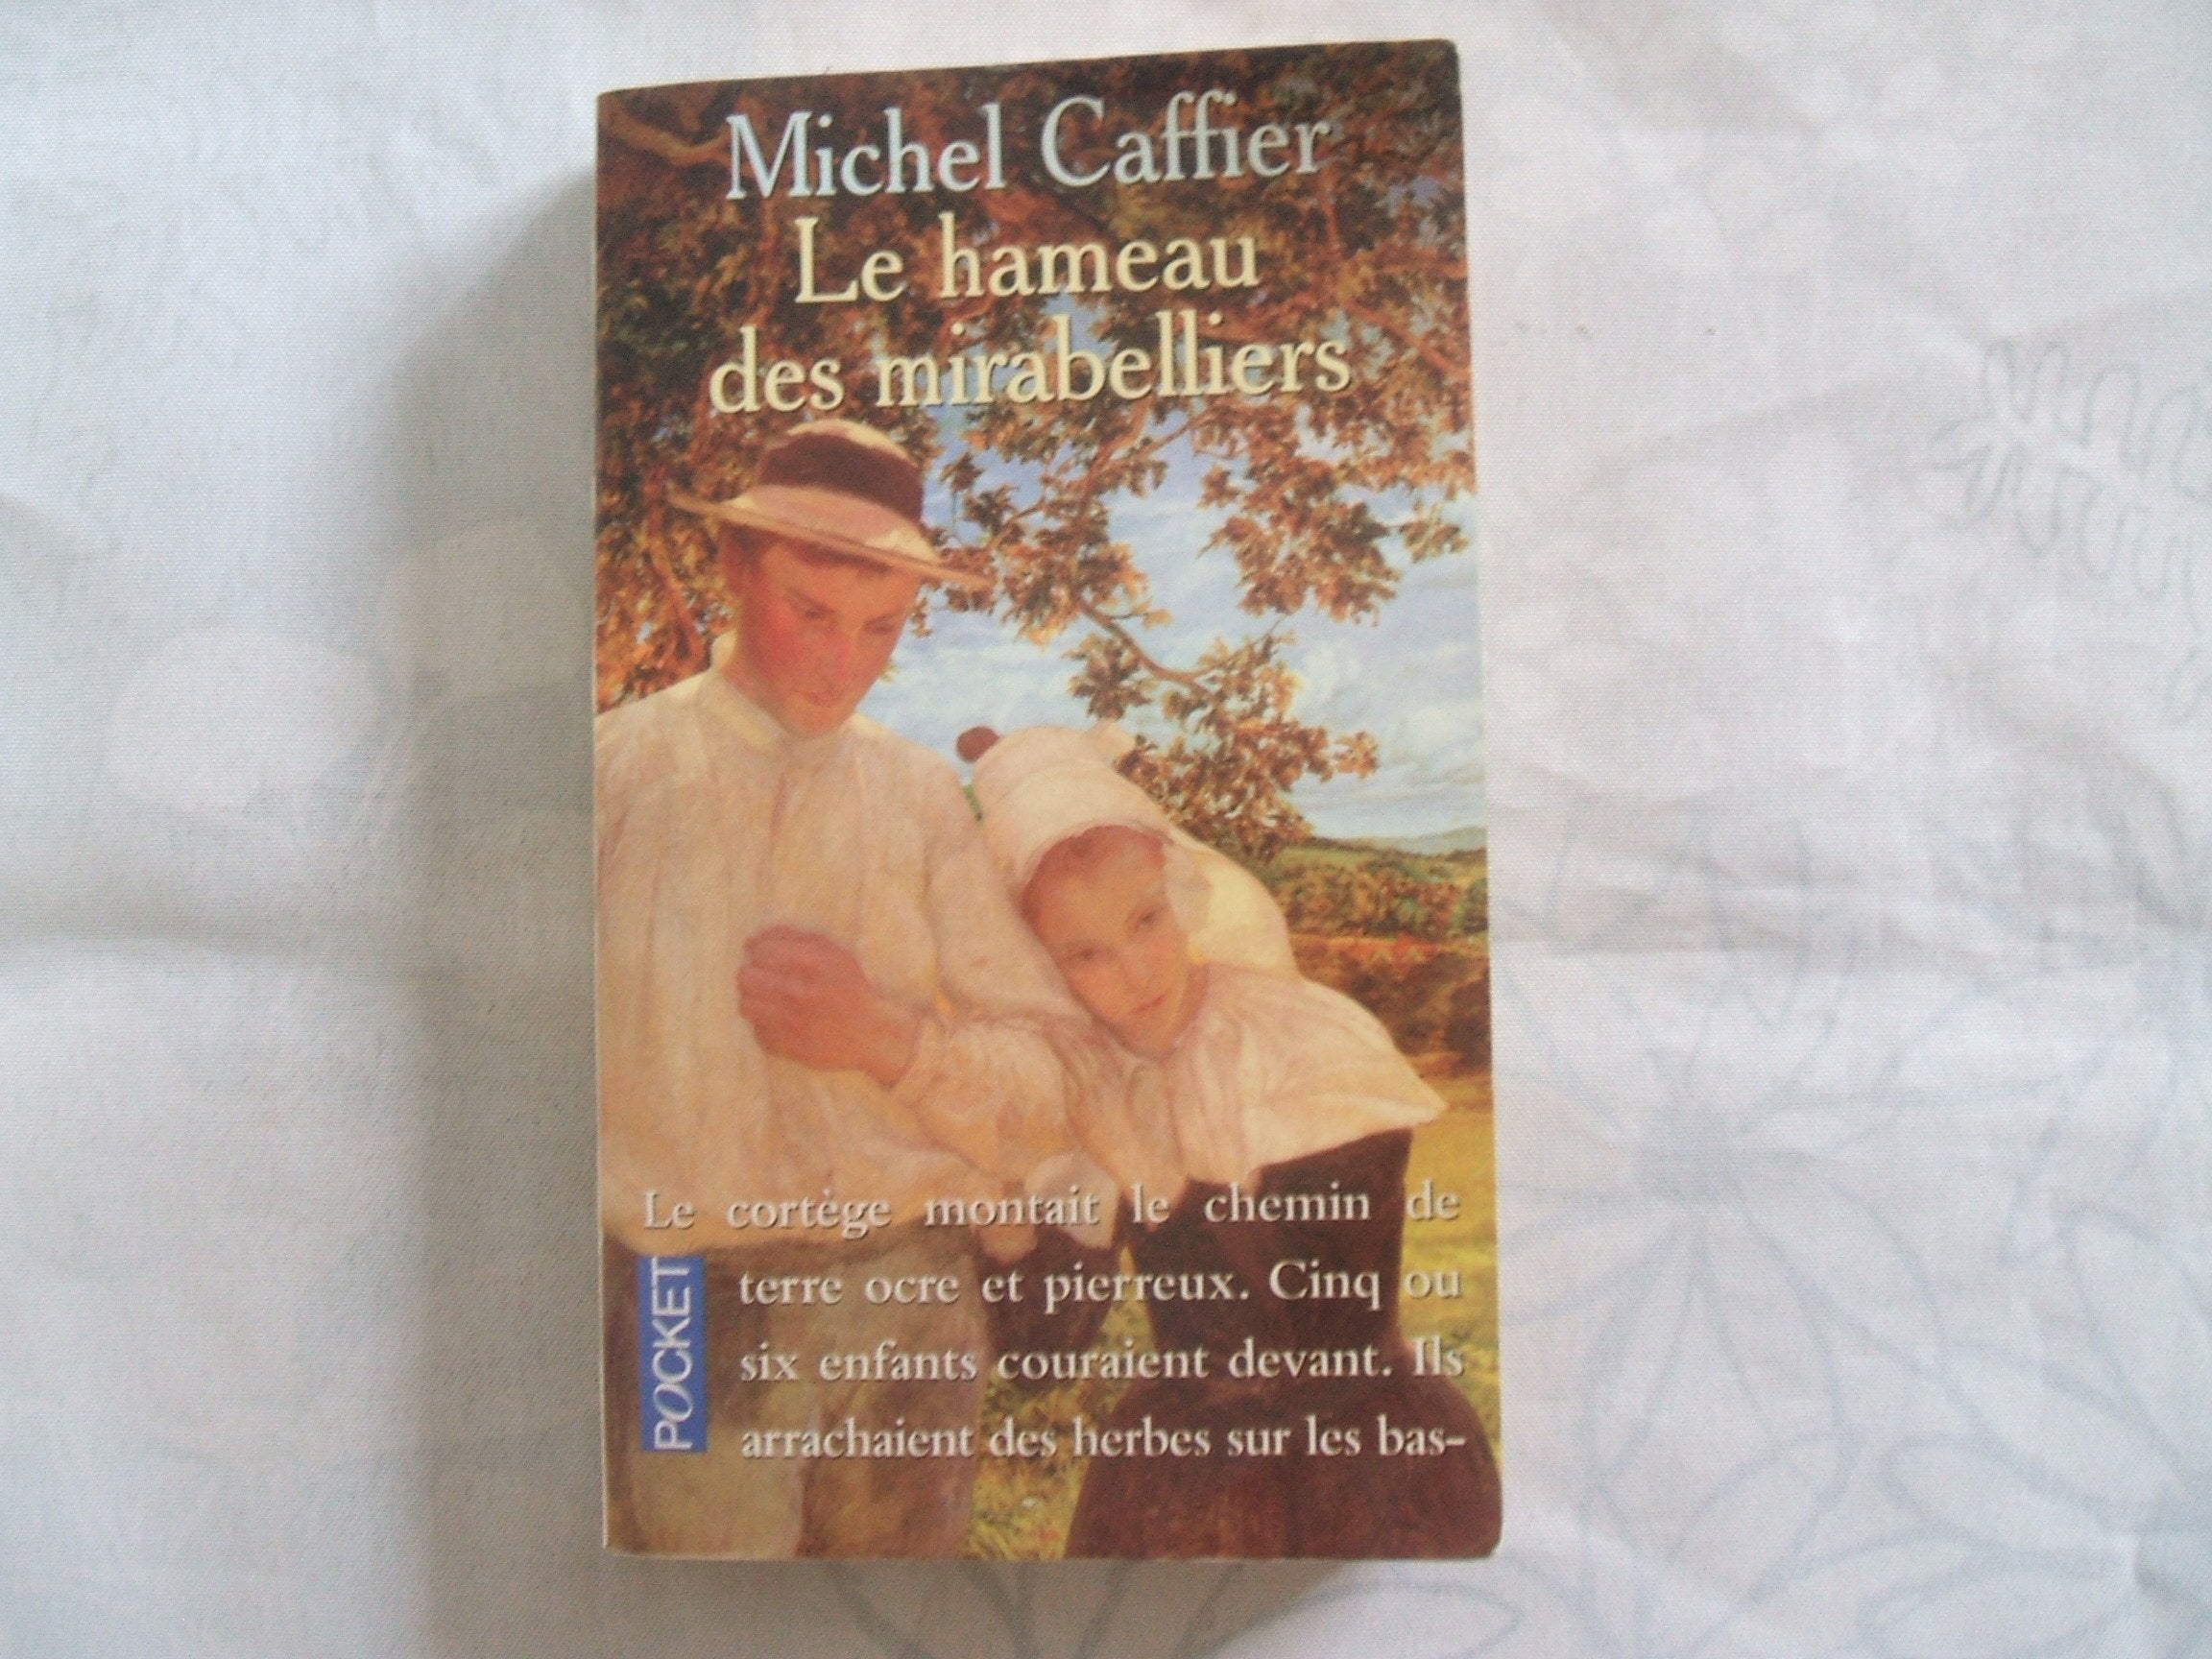 Michel Caffier
Le hameau
des mirabelliers
Le cortège montait le chemin de
terre ocre et pierreux. Cinq ou
six enfants couraient devant. Ils
arrachaient des herbes sur les bas-
POCKET